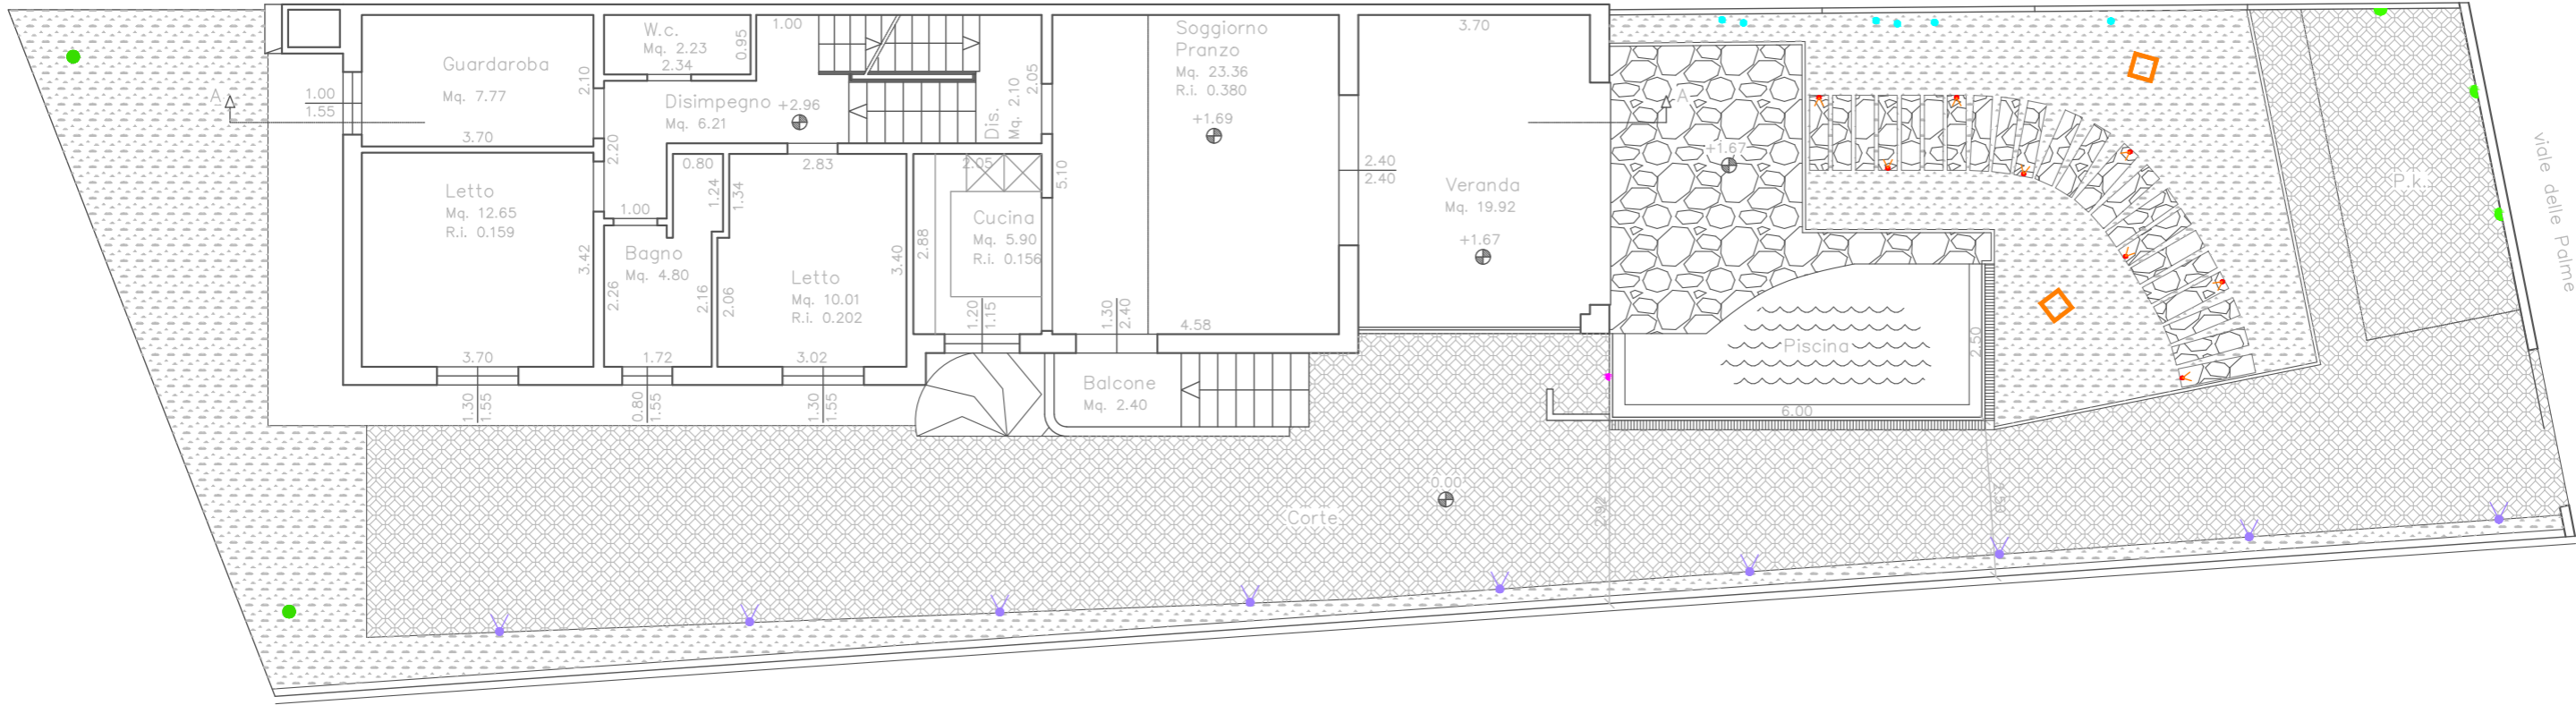 Guardaroba
Mq. 7.77
3.70
2.10
1.00
1.55
A
W.c.
Mq. 2.23
2.34
0.95
1.00
Disimpegno
Mq. 6.21
+2.96
2.20
Dis.
Mq. 2.10
2.05
Soggiorno
Pranzo
Mq. 23.36
R.i. 0.380
+1.69
5.10
4.58
3.70
2.40
2.40
Veranda
Mq. 19.92
+1.67
A
+1.67
Letto
Mq. 12.65
R.i. 0.159
3.42
3.70
1.30
1.55
1.00
Bagno
Mq. 4.80
0.80
1.24
2.26
2.16
1.72
0.80
1.55
2.83
1.34
Letto
Mq. 10.01
R.i. 0.202
2.06
3.40
3.02
1.30
1.55
2.05
Cucina
Mq. 5.90
R.i. 0.156
2.88
1.20
1.15
1.30
2.40
Balcone
Mq. 2.40
Piscina
2.50
6.00
P.k.
viale delle Palme
0.00
Corte
2.92
2.50